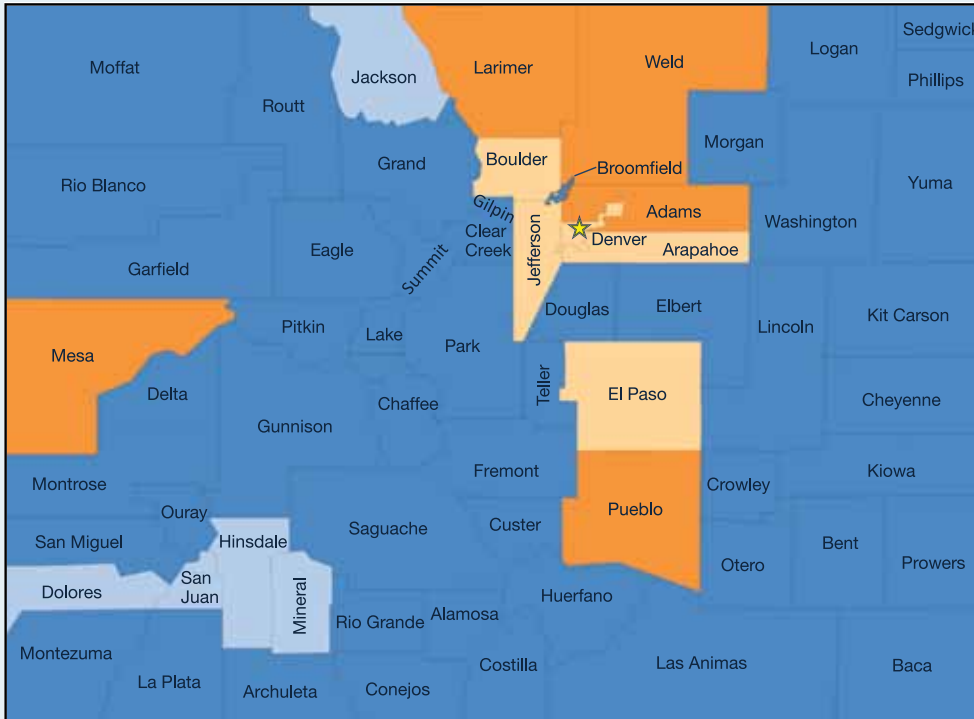 Sedgwick
Logan
Moffat
Larimer
Weld
Jackson
Phillips
Routt
Morgan
Grand
Boulder
Broomfield
Rio Blanco
Yuma
Gilpin
Adams
Washington
Clear
Creek
Denver
Eagle
Summit
Jefferson
Arapahoe
Garfield
Douglas
Elbert
Kit Carson
Pitkin
Lake
Lincoln
Park
Mesa
Teller
Delta
El Paso
Chaffee
Cheyenne
Gunnison
Fremont
Kiowa
Montrose
Crowley
Pueblo
Ouray
Saguache
Custer
San Miguel
Hinsdale
Bent
Prowers
Otero
San
Juan
Dolores
Mineral
Huerfano
Alamosa
Rio Grande
Montezuma
Costilla
Las Animas
Baca
La Plata
Archuleta
Conejos